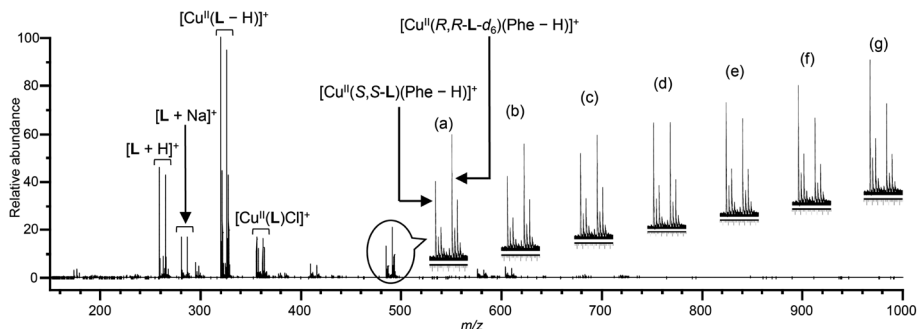 [Cuᴵᴵ(L − H)]⁺
[Cuᴵᴵ(R,R-L-d₆)(Phe − H)]⁺
(g)
(f)
(e)
(d)
(c)
(b)
(a)
[Cuᴵᴵ(S,S-L)(Phe − H)]⁺
[L + Na]⁺
[L + H]⁺
[Cuᴵᴵ(L)Cl]⁺
Relative abundance
100
80
60
40
20
0
200 300 400 500 600 700 800 900 1000
m/z